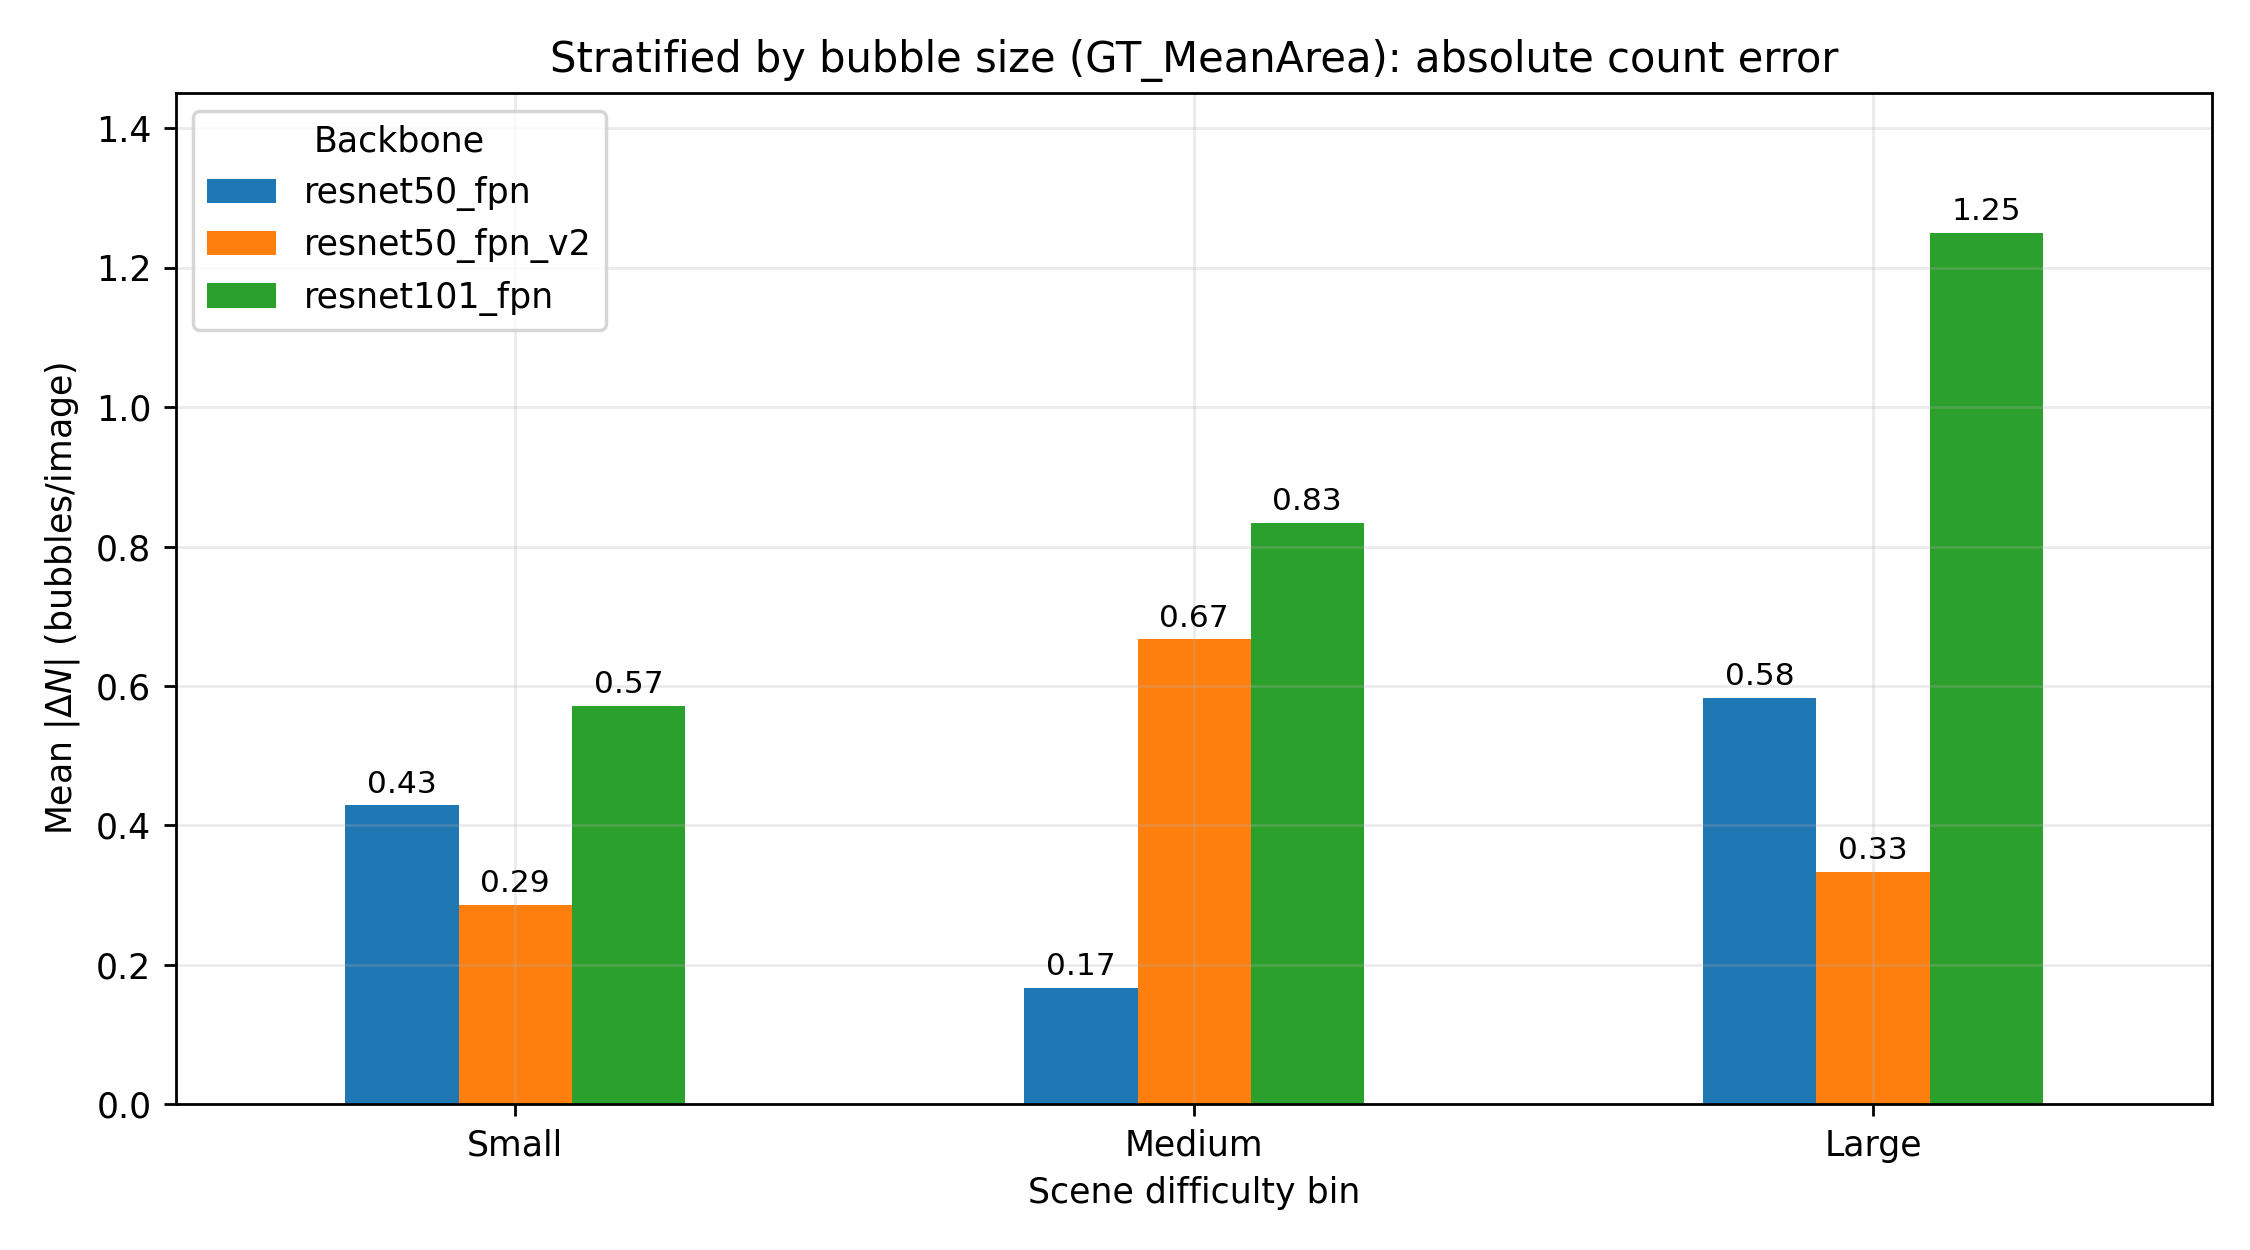 Stratified by bubble size (GT_MeanArea): absolute count error
Backbone
resnet50_fpn
resnet50_fpn_v2
resnet101_fpn
Mean |ΔN| (bubbles/image)
1.4
1.2
1.0
0.8
0.6
0.4
0.2
0.0
0.43
0.29
0.57
0.17
0.67
0.83
0.58
0.33
1.25
Small
Medium
Large
Scene difficulty bin